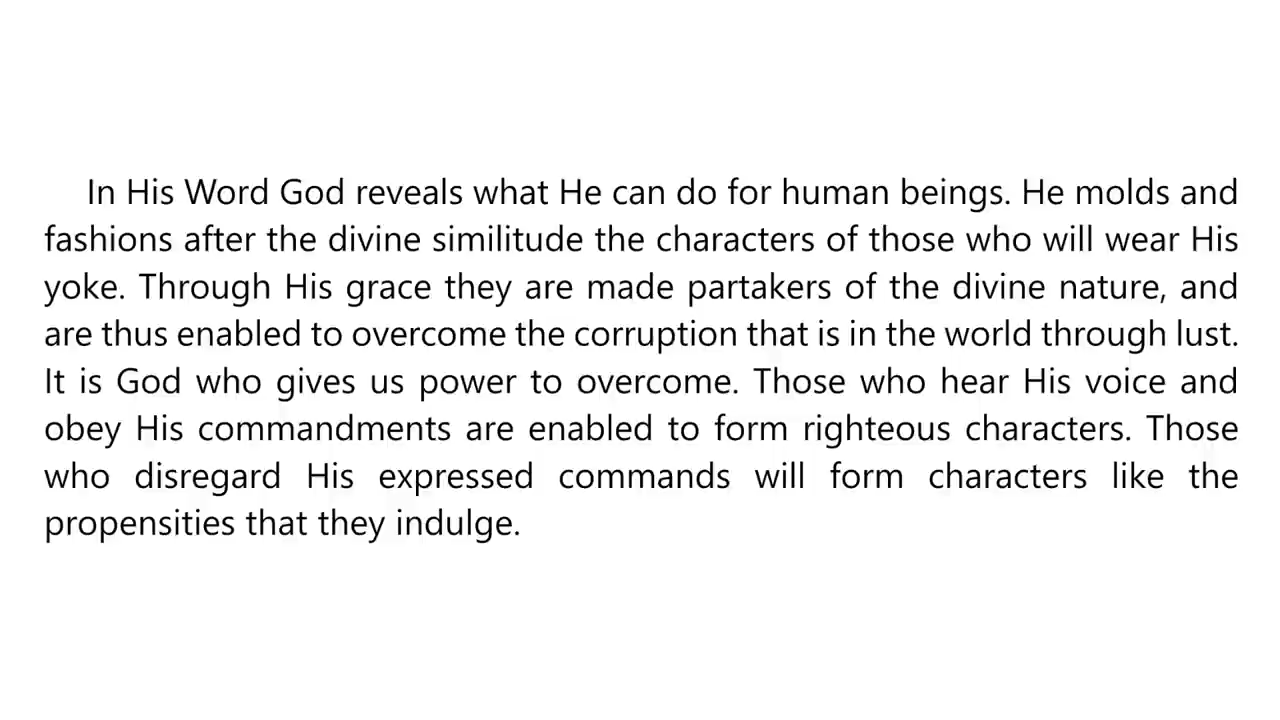 In His Word God reveals what He can do for human beings. He molds and
fashions after the divine similitude the characters of those who will wear His
yoke. Through His grace they are made partakers of the divine nature, and
are thus enabled to overcome the corruption that is in the world through lust.
It is God who gives us power to overcome. Those who hear His voice and
obey His commandments are enabled to form righteous characters. Those
who disregard His expressed commands will form characters like the
propensities that they indulge.